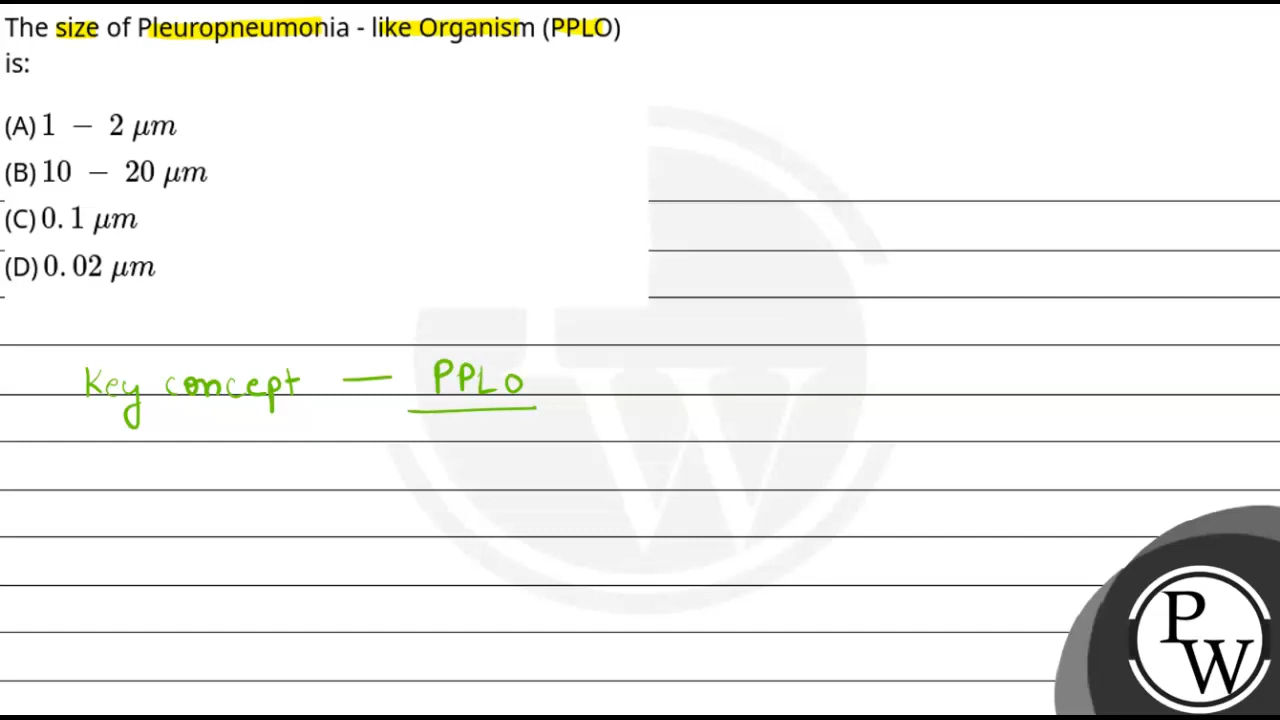 The size of Pleuropneumonia - like Organism (PPLO)
is:
(A) 1 − 2 μm
(B) 10 − 20 μm
(C) 0.1 μm
(D) 0.02 μm
Key concept — PPLO
PW